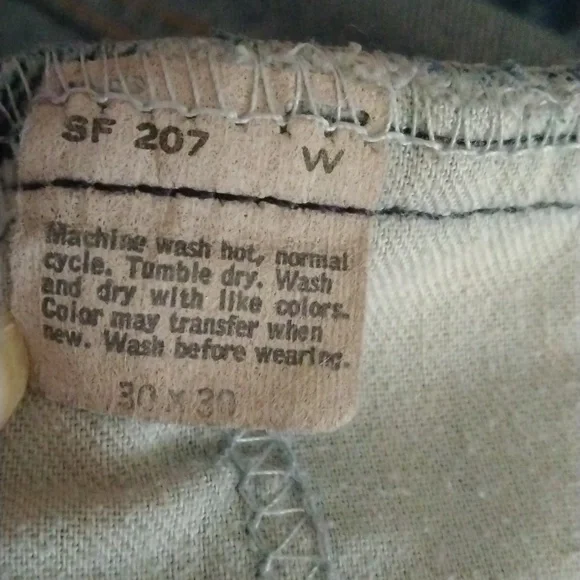 SF 207
W
Machine wash hot, normal
cycle. Tumble dry. Wash
and dry with like colors.
Color may transfer when
new. Wash before wearing.
30 X 30